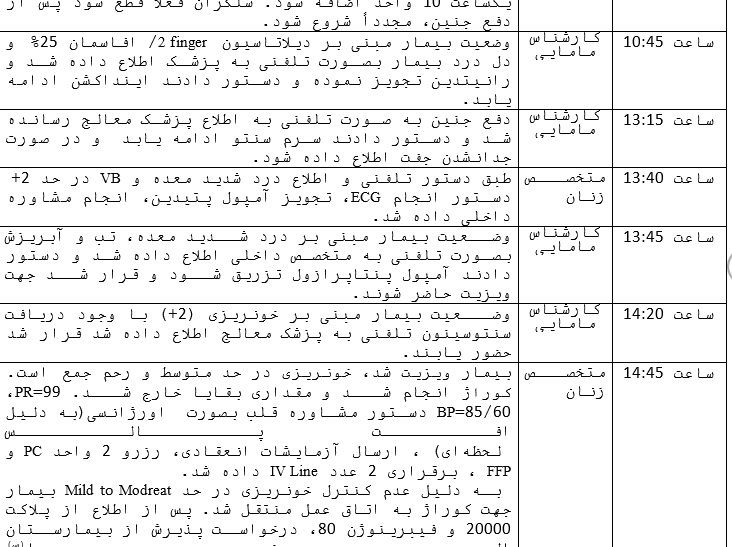 یکساعت 10 واحد اضافه شود. سلکران فعلا قطع شود پس از
دفع جنین، مجدداً شروع شود.
ساعت 10:45
کارشناس
مامایی
وضعیت بیمار مبنی بر دیلاتاسیون 2 finger/ افاسمان 25% و
دل درد بیمار بصورت تلفنی به پزشک اطلاع داده شد و
رانیتدین تجویز نموده و دستور دادند اینداکشن ادامه
یابد.
ساعت 13:15
کارشناس
مامایی
دفع جنین به صورت تلفنی به اطلاع پزشک معالج رسانده
شد و دستور دادند سرم سنتو ادامه یابد و در صورت
جدانشدن جفت اطلاع داده شود.
ساعت 13:40
متخصص
زنان
طبق دستور تلفنی و اطلاع درد شدید معده و VB در حد 2+
دستور انجام ECG، تجویز آمپول پتیدین، انجام مشاوره
داخلی داده شد.
ساعت 13:45
کارشناس
مامایی
وضعیت بیمار مبنی بر درد شدید معده، تب و آبریزش
بصورت تلفنی به متخصص داخلی اطلاع داده شد و دستور
دادند آمپول پنتاپرازول تزریق شود و قرار شد جهت
ویزیت حاضر شوند.
ساعت 14:20
کارشناس
مامایی
وضعیت بیمار مبنی بر خونریزی (2+) با وجود دریافت
سنتوسینون تلفنی به پزشک معالج اطلاع داده شد قرار شد
حضور یابند.
ساعت 14:45
متخصص
زنان
بیمار ویزیت شد، خونریزی در حد متوسط و رحم جمع است.
کوراژ انجام شد و مقداری بقایا خارج شد. PR=99،
BP=85/60 دستور مشاوره قلب بصورت اورژانسی(به دلیل
افت پالس
لحظه‌ای) ، ارسال آزمایشات انعقادی، رزرو 2 واحد PC و
FFP ، برقراری 2 عدد IV Line داده شد.
به دلیل عدم کنترل خونریزی در حد Mild to Modreat بیمار
جهت کوراژ به اتاق عمل منتقل شد. پس از اطلاع از پلاکت
20000 و فیبرینوژن 80، درخواست پذیرش از بیمارستان